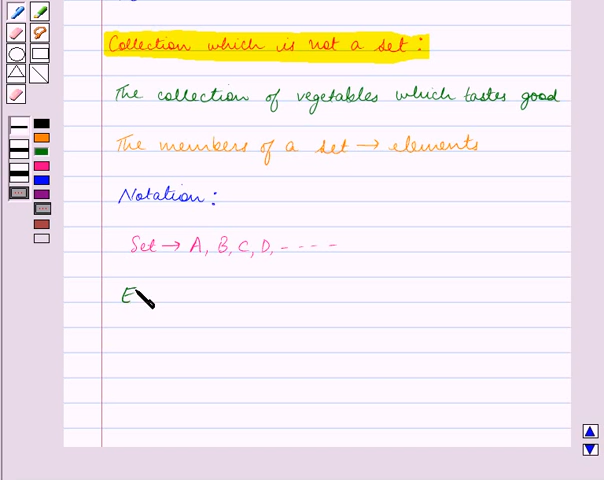 Collection which is not a set :
The collection of vegetables which tastes good
The members of a set → elements
Notation :
Set → A, B, C, D, - - - -
E